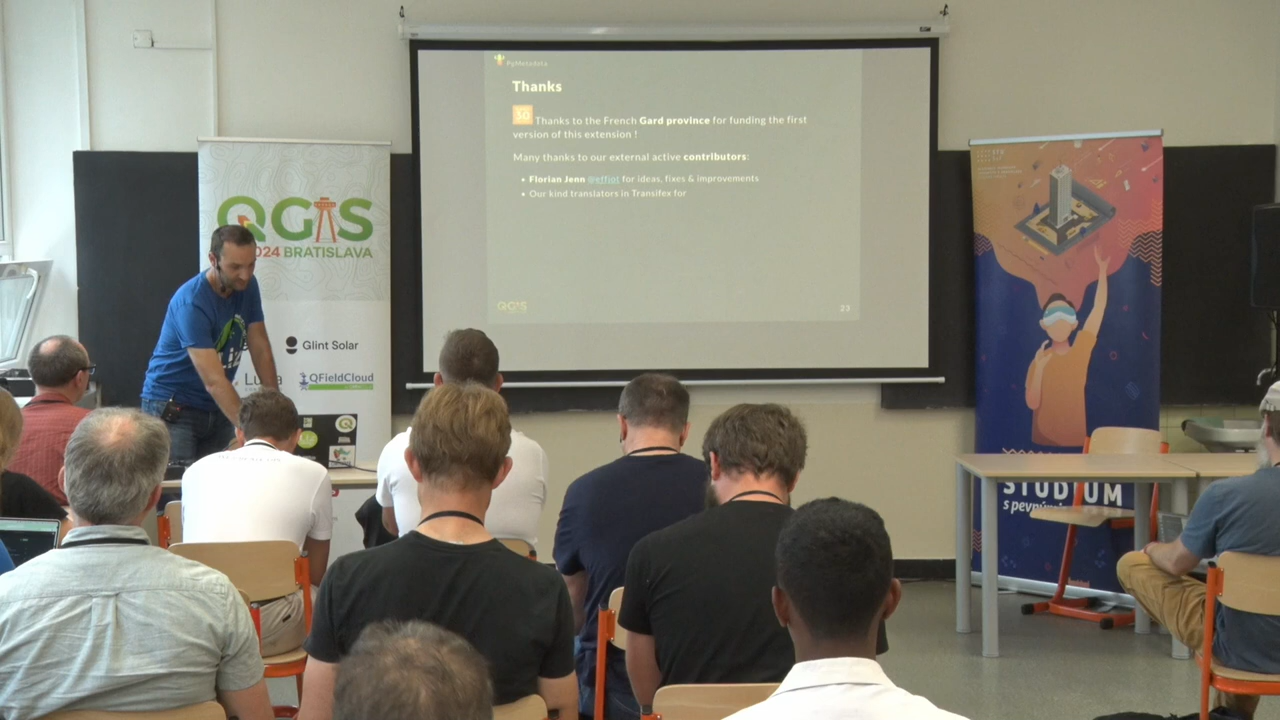 PgMetadata
Thanks
Thanks to the French Gard province for funding the first
version of this extension !
Many thanks to our external active contributors:
• Florian Jenn @effjot for ideas, fixes & improvements
• Our kind translators in Transifex for
QGIS
23
QGIS
2024 BRATISLAVA
Glint Solar
QFieldCloud
STUDIUM